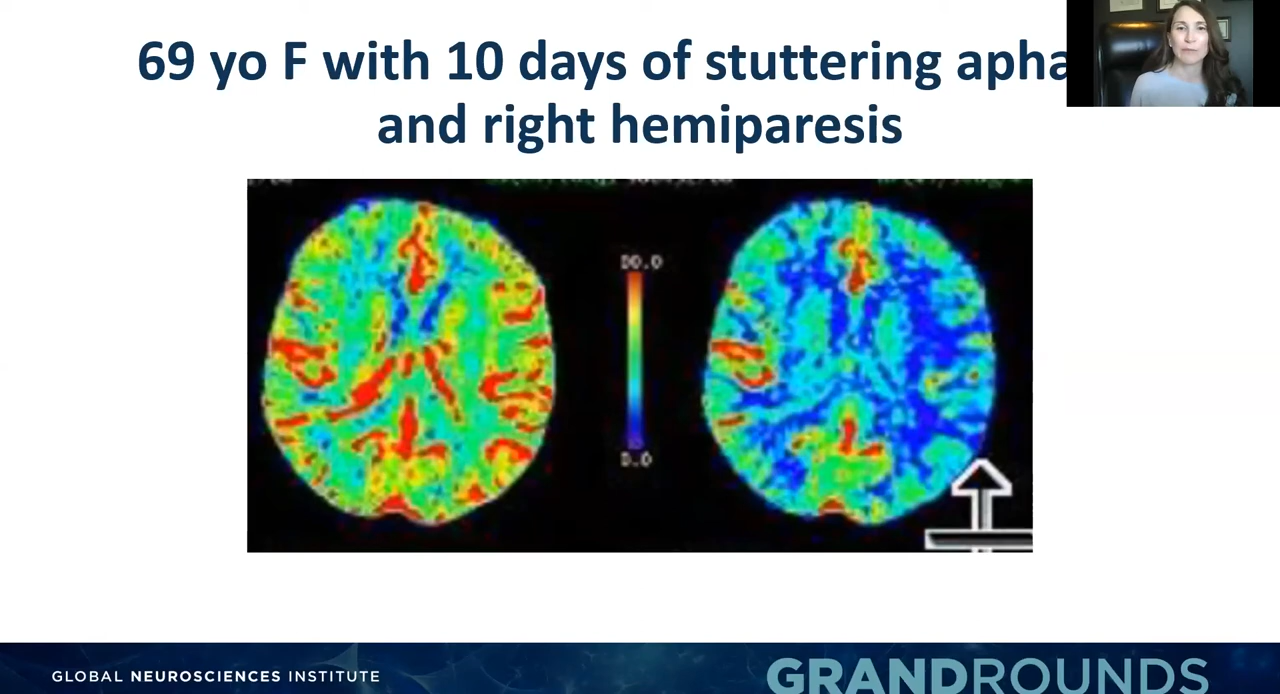 69 yo F with 10 days of stuttering apha
and right hemiparesis
GLOBAL NEUROSCIENCES INSTITUTE
GRANDROUNDS